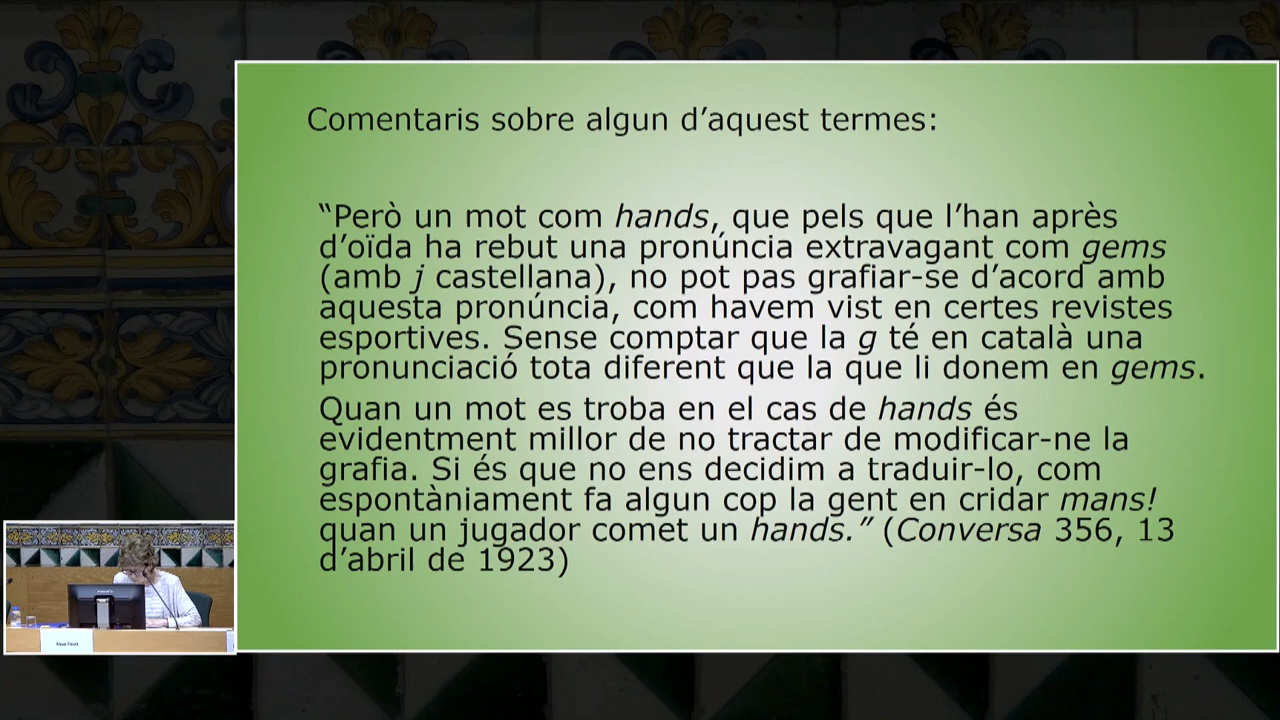 Comentaris sobre algun d’aquest termes:
“Però un mot com hands, que pels que l’han après
d’oïda ha rebut una pronúncia extravagant com gems
(amb j castellana), no pot pas grafiar-se d’acord amb
aquesta pronúncia, com havem vist en certes revistes
esportives. Sense comptar que la g té en català una
pronunciació tota diferent que la que li donem en gems.
Quan un mot es troba en el cas de hands és
evidentment millor de no tractar de modificar-ne la
grafia. Si és que no ens decidim a traduir-lo, com
espontàniament fa algun cop la gent en cridar mans!
quan un jugador comet un hands.” (Conversa 356, 13
d’abril de 1923)